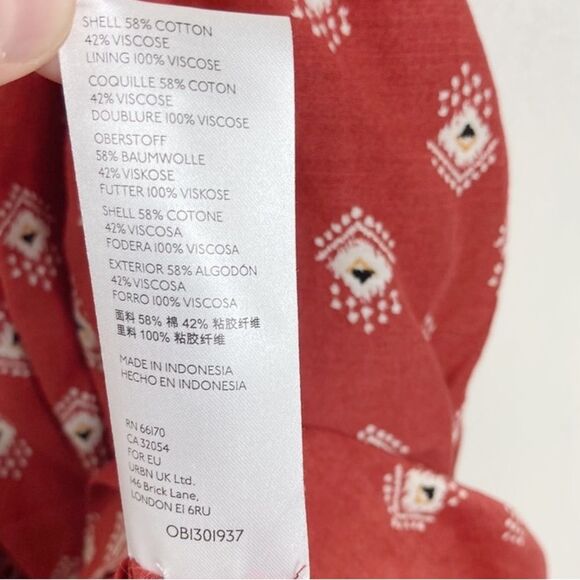 SHELL 58% COTTON
42% VISCOSE
LINING 100% VISCOSE
COQUILLE 58% COTON
42% VISCOSE
DOUBLURE 100% VISCOSE
OBERSTOFF
58% BAUMWOLLE
42% VISKOSE
FUTTER 100% VISKOSE
SHELL 58% COTONE
42% VISCOSA
FODERA 100% VISCOSA
EXTERIOR 58% ALGODÓN
42% VISCOSA
FORRO 100% VISCOSA
面料 58% 棉 42% 粘胶纤维
里料 100% 粘胶纤维
MADE IN INDONESIA
HECHO EN INDONESIA
RN 66170
CA 32054
FOR EU
URBN UK Ltd.
146 Brick Lane,
LONDON E1 6RU
OB1301937